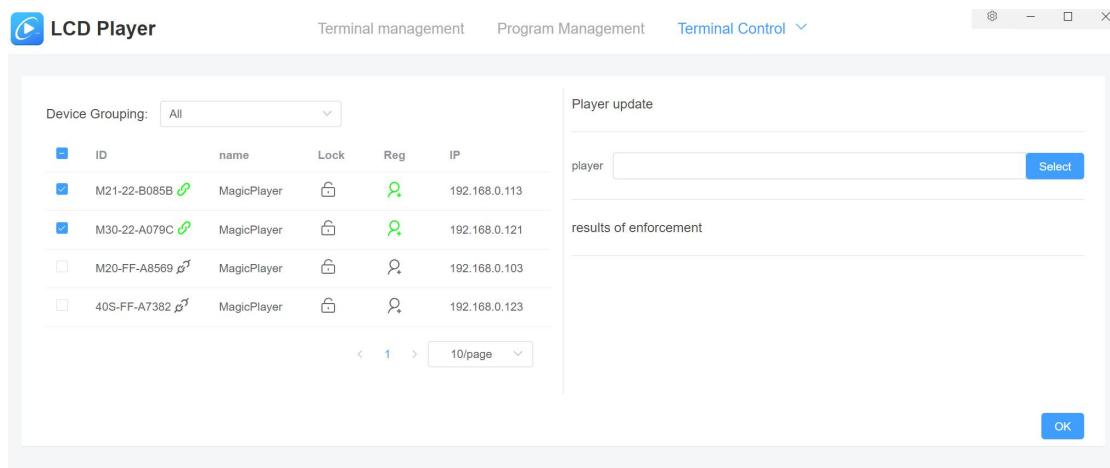 LCD Player Terminal management Program Management Terminal Control
Device Grouping: All
ID name Lock Reg IP
M21-22-B085B MagicPlayer 192.168.0.113
M30-22-A079C MagicPlayer 192.168.0.121
M20-FF-A8569 MagicPlayer 192.168.0.103
40S-FF-A7382 MagicPlayer 192.168.0.123
< 1 > 10/page
Player update
player Select
results of enforcement
OK